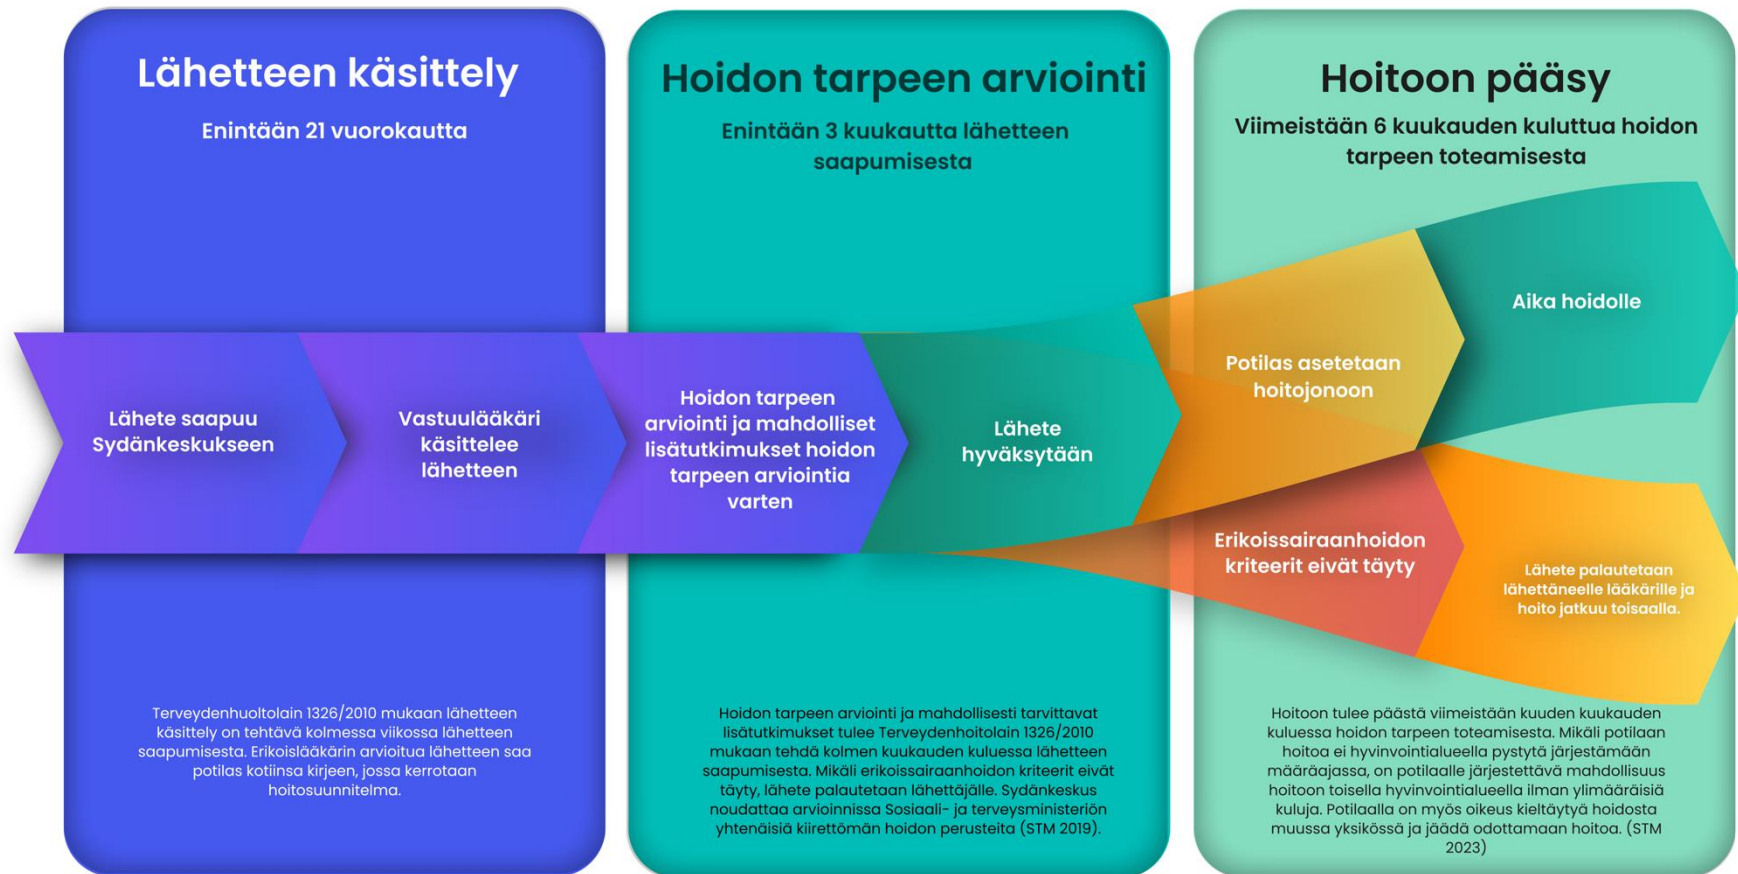 Lähetteen käsittely
Enintään 21 vuorokautta
Hoidon tarpeen arviointi
Enintään 3 kuukautta lähetteen
saapumisesta
Hoitoon pääsy
Viimeistään 6 kuukauden kuluttua hoidon
tarpeen toteamisesta
Lähete saapuu
Sydänkeskukseen
Vastuulääkäri
käsittelee
lähetteen
Hoidon tarpeen
arviointi ja mahdolliset
lisätutkimukset hoidon
tarpeen arviointia
varten
Lähete
hyväksytään
Potilas asetetaan
hoitojonoon
Aika hoidolle
Erikoissairaanhoidon
kriteerit eivät täyty
Lähete palautetaan
lähettäneelle lääkärille ja
hoito jatkuu toisaalla.
Terveydenhuoltolain 1326/2010 mukaan lähetteen
käsittely on tehtävä kolmessa viikossa lähetteen
saapumisesta. Erikoislääkärin arvioitua lähetteen saa
potilas kotiinsa kirjeen, jossa kerrotaan
hoitosuunnitelma.
Hoidon tarpeen arviointi ja mahdollisesti tarvittavat
lisätutkimukset tulee Terveydenhoitolain 1326/2010
mukaan tehdä kolmen kuukauden kuluessa lähetteen
saapumisesta. Mikäli erikoissairaanhoidon kriteerit eivät
täyty, lähete palautetaan lähettäjälle. Sydänkeskus
noudattaa arvioinnissa Sosiaali- ja terveysministeriön
yhtenäisiä kiirettömän hoidon perusteita (STM 2019).
Hoitoon tulee päästä viimeistään kuuden kuukauden
kuluessa hoidon tarpeen toteamisesta. Mikäli potilaan
hoitoa ei hyvinvointialueella pystytä järjestämään
määräajassa, on potilaalle järjestettävä mahdollisuus
hoitoon toisella hyvinvointialueella ilman ylimääräisiä
kuluja. Potilaalla on myös oikeus kieltäytyä hoidosta
muussa yksikössä ja jäädä odottamaan hoitoa. (STM
2023)